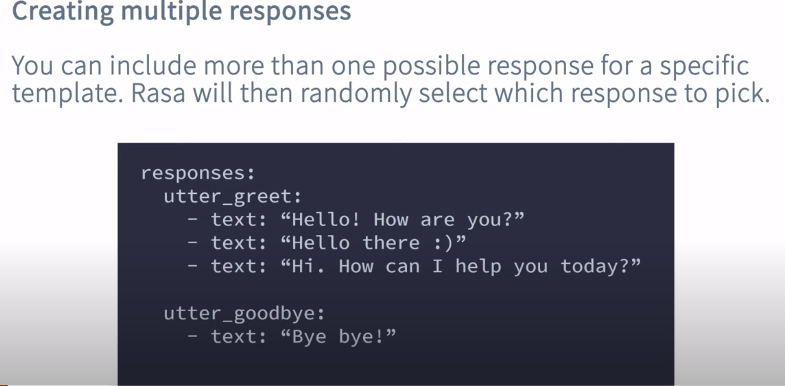 Creating multiple responses
You can include more than one possible response for a specific
template. Rasa will then randomly select which response to pick.
responses:
utter_greet:
- text: “Hello! How are you?”
- text: “Hello there :)”
- text: “Hi. How can I help you today?”
utter_goodbye:
- text: “Bye bye!”